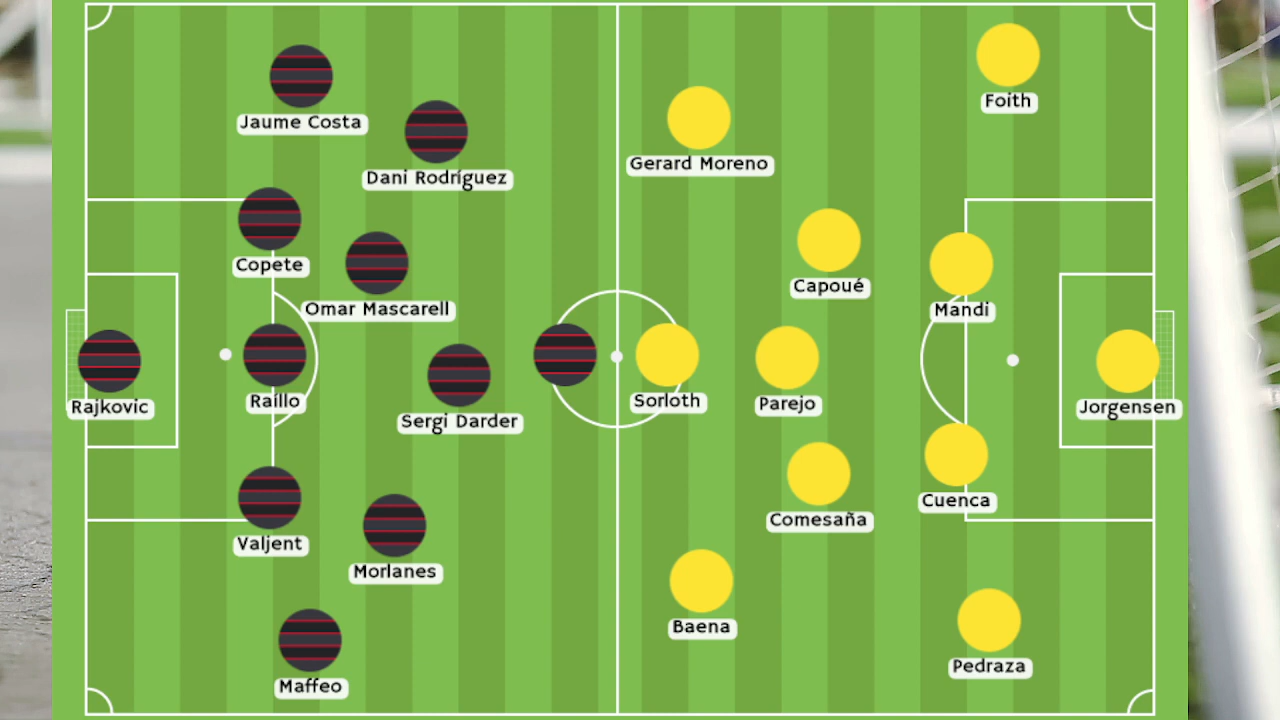 Jaume Costa
Dani Rodríguez
Copete
Omar Mascarell
Rajkovic
Raíllo
Sergi Darder
Valjent
Morlanes
Maffeo
Foith
Gerard Moreno
Capoué
Mandi
Sorloth
Parejo
Jorgensen
Cuenca
Comesaña
Baena
Pedraza